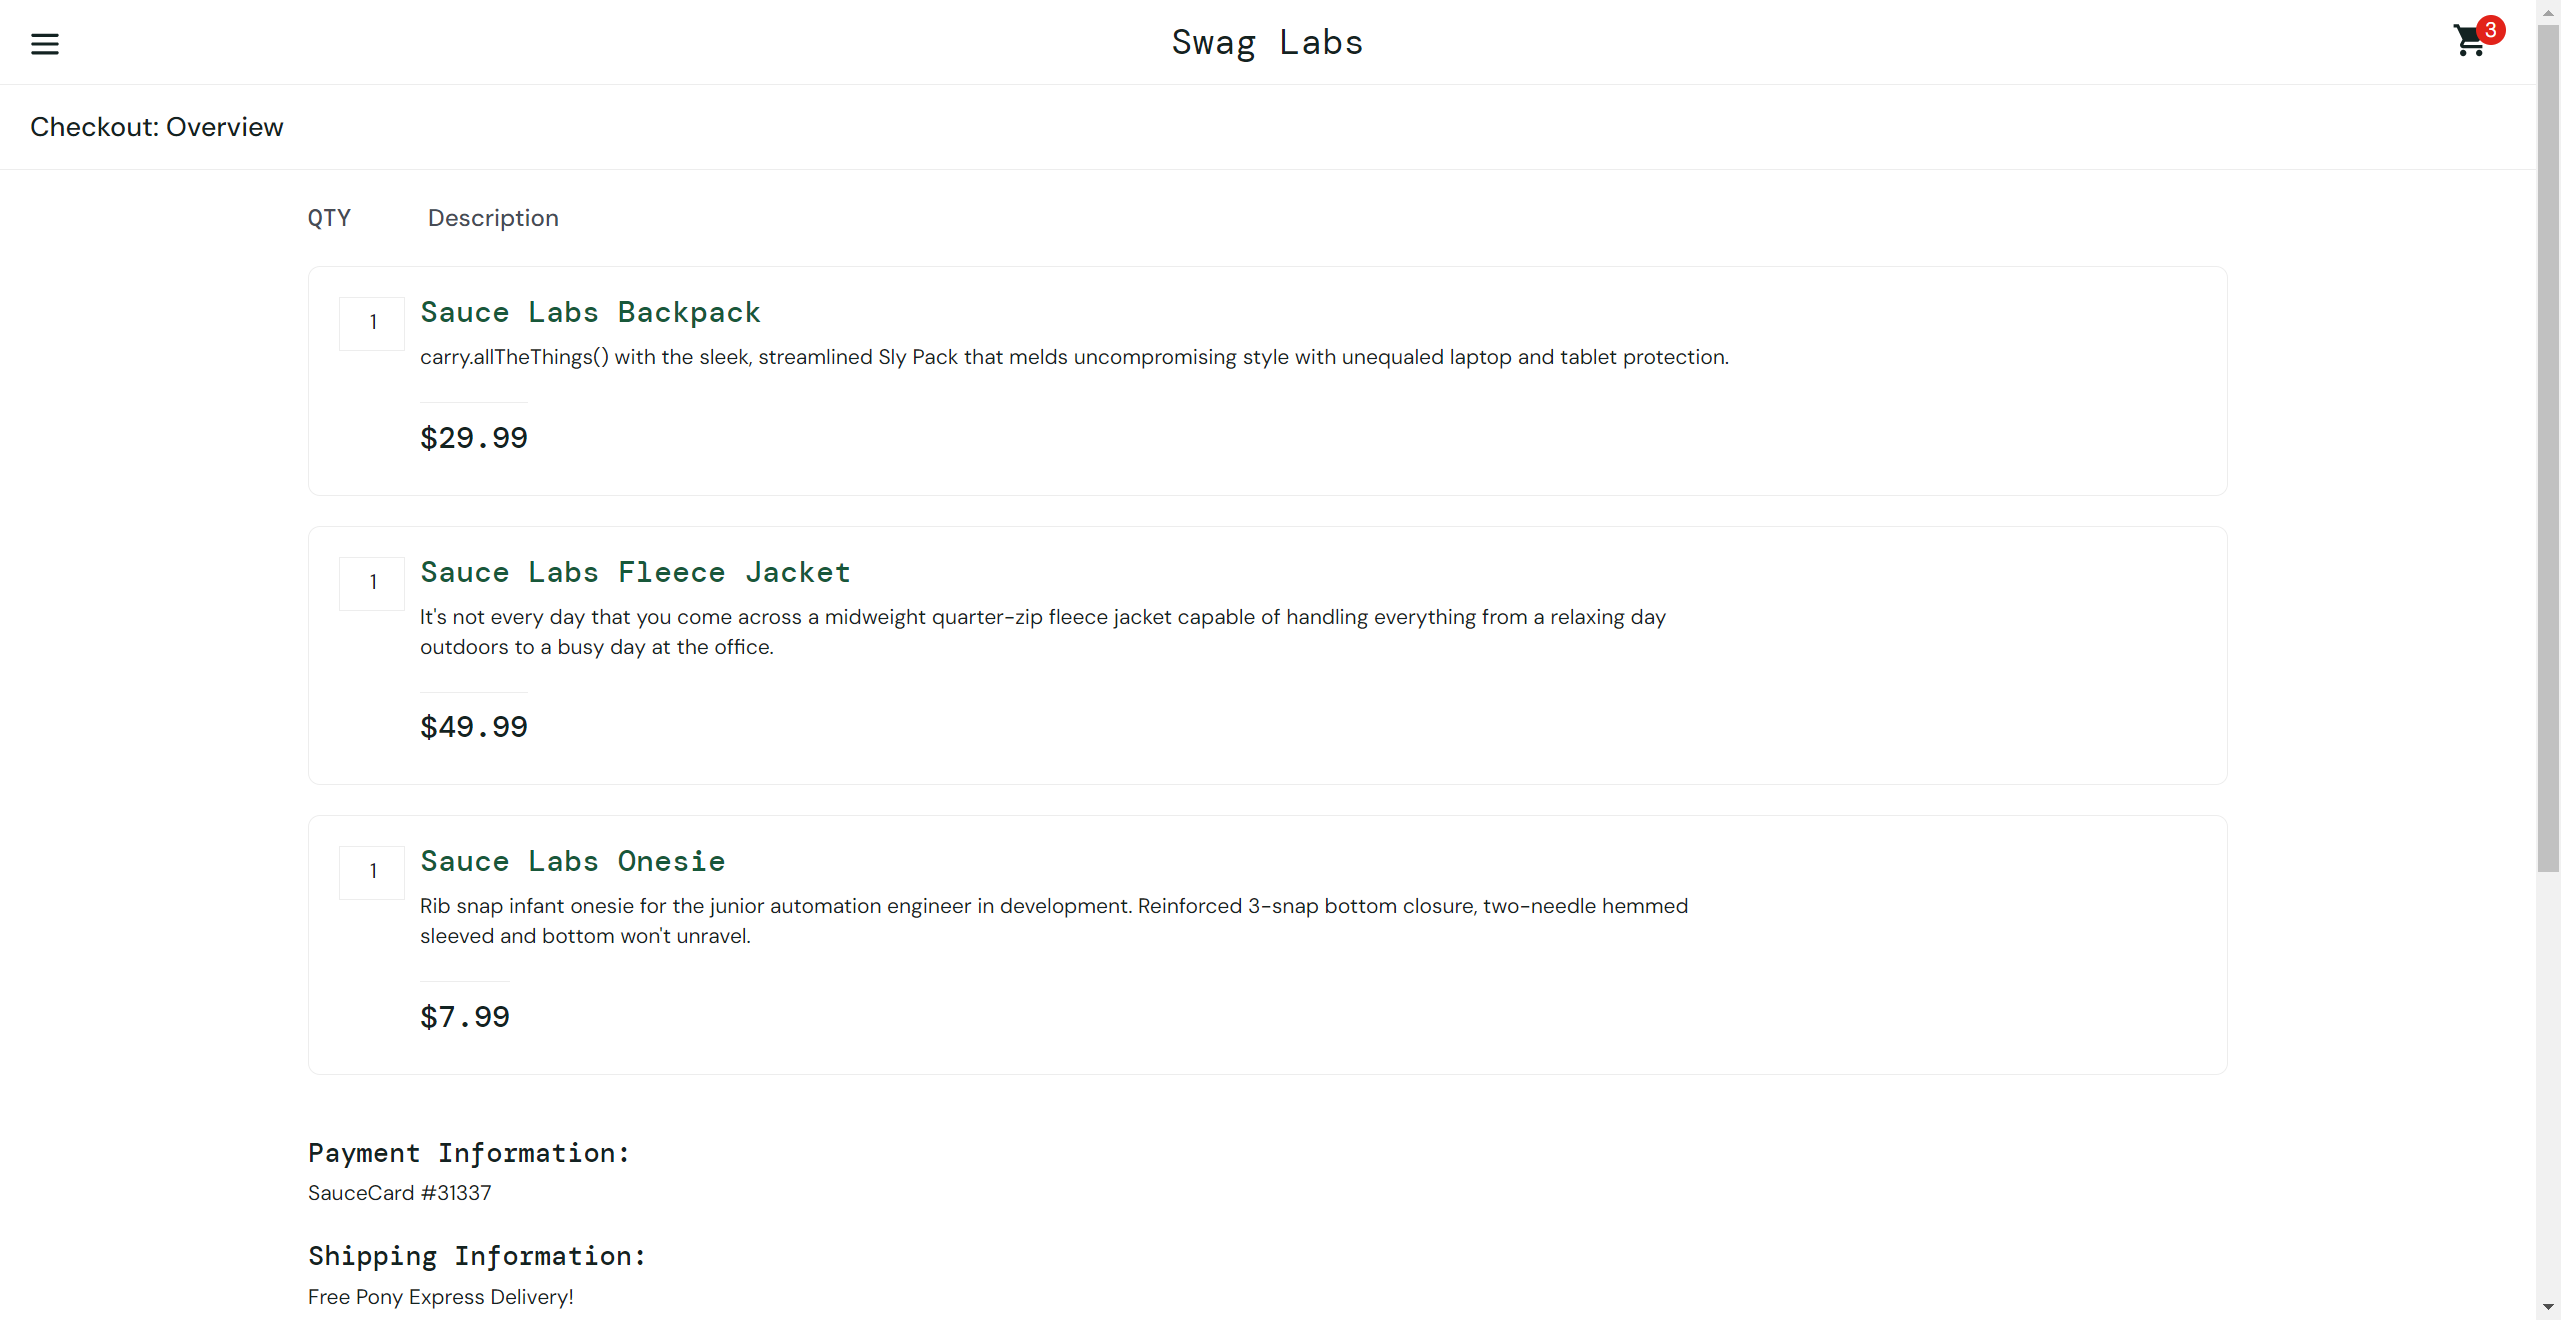 Swag Labs
3
Checkout: Overview
QTY Description
1
Sauce Labs Backpack
carry.allTheThings() with the sleek, streamlined Sly Pack that melds uncompromising style with unequaled laptop and tablet protection.
$29.99
1
Sauce Labs Fleece Jacket
It's not every day that you come across a midweight quarter-zip fleece jacket capable of handling everything from a relaxing day
outdoors to a busy day at the office.
$49.99
1
Sauce Labs Onesie
Rib snap infant onesie for the junior automation engineer in development. Reinforced 3-snap bottom closure, two-needle hemmed
sleeved and bottom won't unravel.
$7.99
Payment Information:
SauceCard #31337
Shipping Information:
Free Pony Express Delivery!